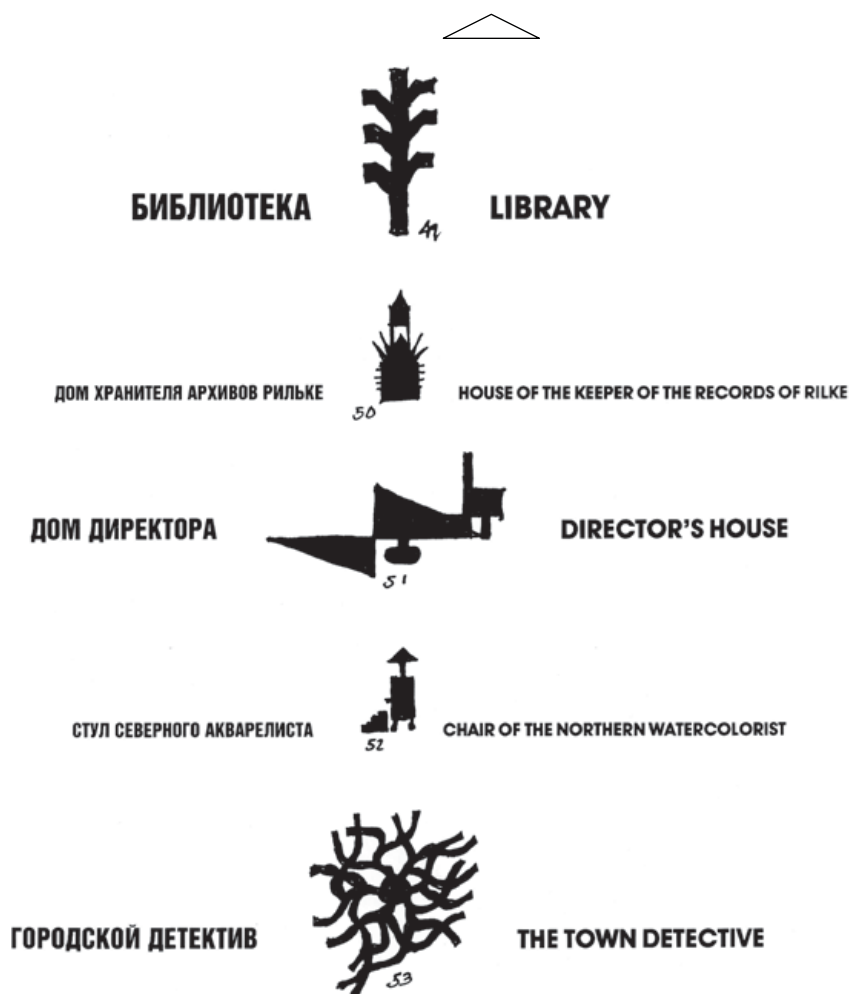 БИБЛИОТЕКА LIBRARY
49
ДОМ ХРАНИТЕЛЯ АРХИВОВ РИЛЬКЕ HOUSE OF THE KEEPER OF THE RECORDS OF RILKE
50
ДОМ ДИРЕКТОРА DIRECTOR'S HOUSE
51
СТУЛ СЕВЕРНОГО АКВАРЕЛИСТА CHAIR OF THE NORTHERN WATERCOLORIST
52
ГОРОДСКОЙ ДЕТЕКТИВ THE TOWN DETECTIVE
53